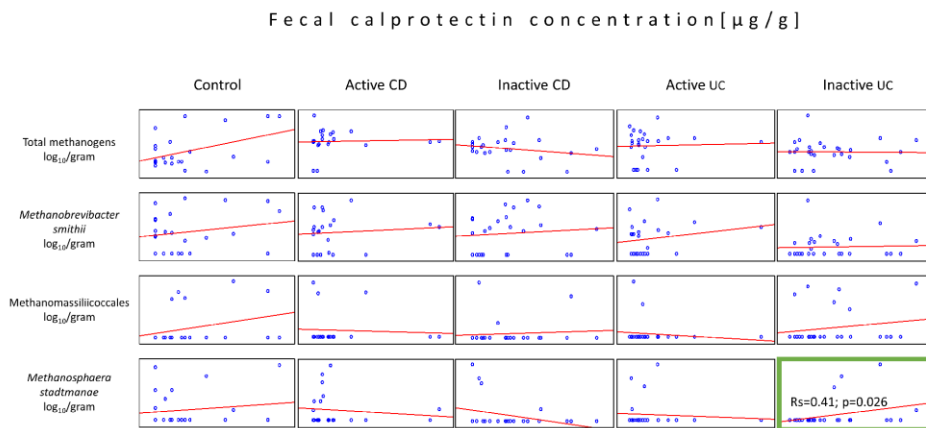 Fecal calprotectin concentration[µg/g]
Control Active CD Inactive CD Active UC Inactive UC
Total methanogens
log₁₀/gram
Methanobrevibacter
smithii
log₁₀/gram
Methanomassiliicoccales
log₁₀/gram
Methanosphaera
stadtmanae
log₁₀/gram
Rs=0.41; p=0.026